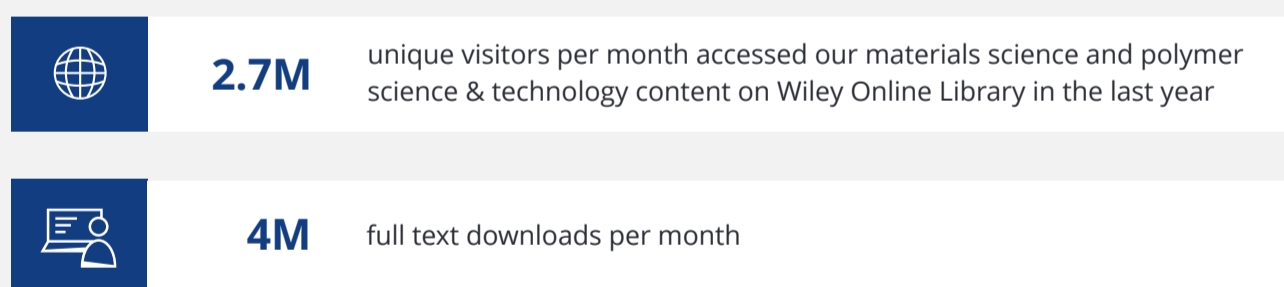 2.7M
unique visitors per month accessed our materials science and polymer
science & technology content on Wiley Online Library in the last year
4M
full text downloads per month